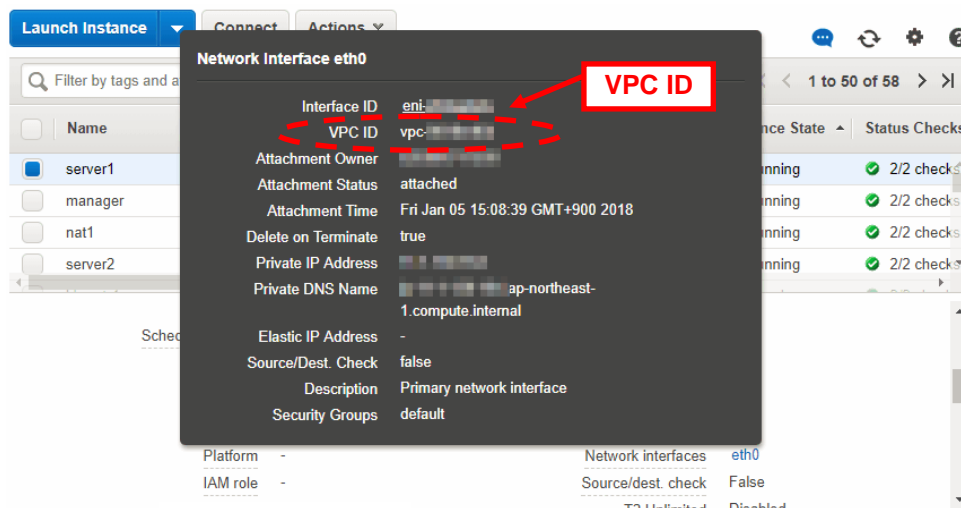 Launch Instance Connect Actions
Filter by tags and a
1 to 50 of 58
Name nce State Status Checks
server1 nning 2/2 checks
manager nning 2/2 checks
nat1 nning 2/2 checks
server2 nning 2/2 checks
Network Interface eth0
VPC ID
Interface ID eni-
VPC ID vpc-
Attachment Owner
Attachment Status attached
Attachment Time Fri Jan 05 15:08:39 GMT+900 2018
Delete on Terminate true
Private IP Address
Private DNS Name ap-northeast-
1.compute.internal
Elastic IP Address -
Source/Dest. Check false
Description Primary network interface
Security Groups default
Sched
Platform - Network interfaces eth0
IAM role - Source/dest. check False
T2 Unlimited Disabled